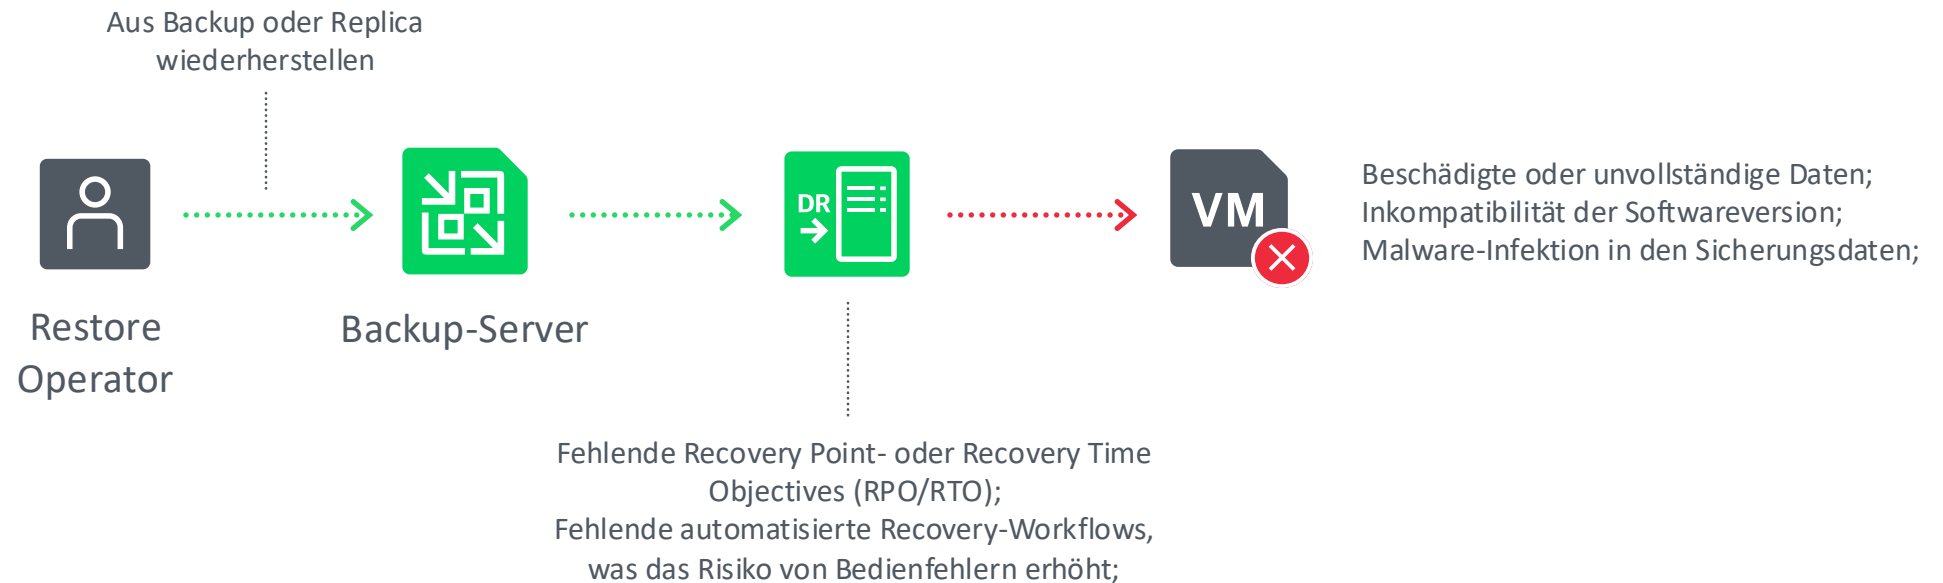 Aus Backup oder Replica
wiederherstellen
Restore
Operator
Backup-Server
DR
VM
Beschädigte oder unvollständige Daten;
Inkompatibilität der Softwareversion;
Malware-Infektion in den Sicherungsdaten;
Fehlende Recovery Point- oder Recovery Time
Objectives (RPO/RTO);
Fehlende automatisierte Recovery-Workflows,
was das Risiko von Bedienfehlern erhöht;